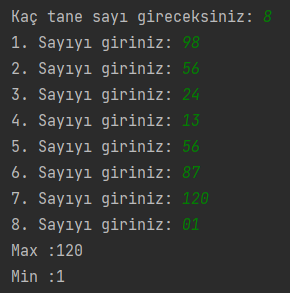 Kaç tane sayı gireceksiniz: 8
1. Sayıyı giriniz: 98
2. Sayıyı giriniz: 56
3. Sayıyı giriniz: 24
4. Sayıyı giriniz: 13
5. Sayıyı giriniz: 56
6. Sayıyı giriniz: 87
7. Sayıyı giriniz: 120
8. Sayıyı giriniz: 01
Max :120
Min :1